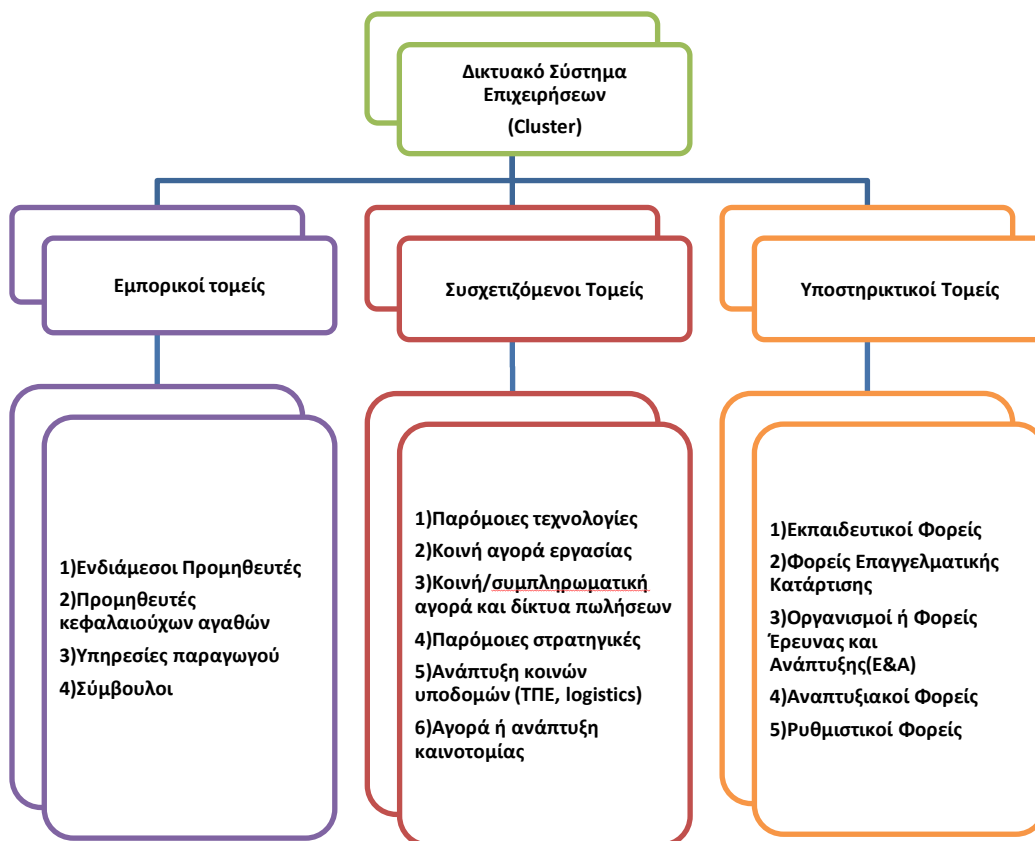 Δικτυακό Σύστημα
Επιχειρήσεων
(Cluster)
Εμπορικοί τομείς
Συσχετιζόμενοι Τομείς
Υποστηρικτικοί Τομείς
1)Ενδιάμεσοι Προμηθευτές
2)Προμηθευτές
κεφαλαιούχων αγαθών
3)Υπηρεσίες παραγωγού
4)Σύμβουλοι
1)Παρόμοιες τεχνολογίες
2)Κοινή αγορά εργασίας
3)Κοινή/συμπληρωματική
αγορά και δίκτυα πωλήσεων
4)Παρόμοιες στρατηγικές
5)Ανάπτυξη κοινών
υποδομών (ΤΠΕ, logistics)
6)Αγορά ή ανάπτυξη
καινοτομίας
1)Εκπαιδευτικοί Φορείς
2)Φορείς Επαγγελματικής
Κατάρτισης
3)Οργανισμοί ή Φορείς
Έρευνας και
Ανάπτυξης(Ε&Α)
4)Αναπτυξιακοί Φορείς
5)Ρυθμιστικοί Φορείς